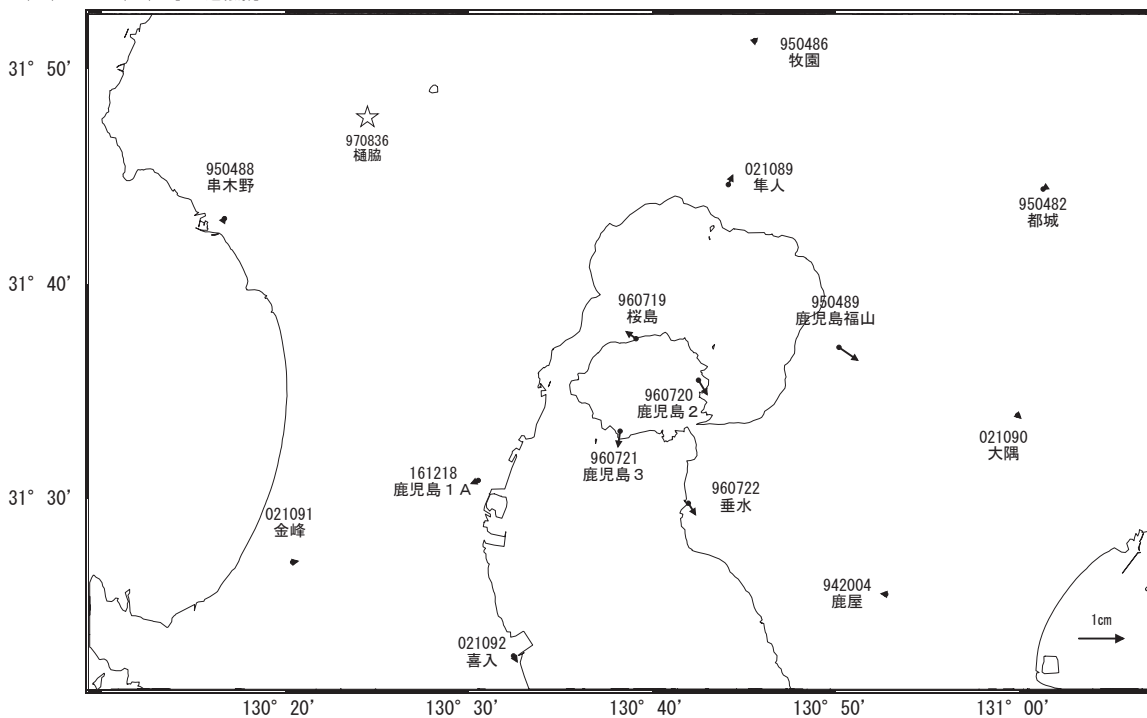 31° 50'
31° 40'
31° 30'
950486
牧園
970836
樋脇
950488
串木野
021089
隼人
950482
都城
960719
桜島
950489
鹿児島福山
960720
鹿児島２
021090
大隅
960721
鹿児島３
161218
鹿児島１Ａ
960722
垂水
021091
金峰
942004
鹿屋
021092
喜入
1cm
130° 20'
130° 30'
130° 40'
130° 50'
131° 00'